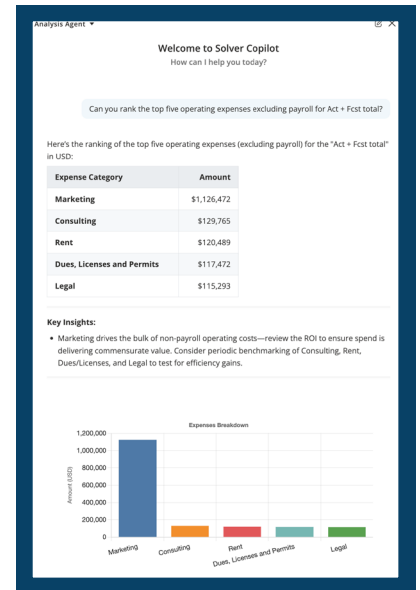 Analysis Agent
Welcome to Solver Copilot
How can I help you today?
Can you rank the top five operating expenses excluding payroll for Act + Fcst total?
Here's the ranking of the top five operating expenses (excluding payroll) for the "Act + Fcst total"
in USD:
Expense Category Amount
Marketing $1,126,472
Consulting $129,765
Rent $120,489
Dues, Licenses and Permits $117,472
Legal $115,293
Key Insights:
• Marketing drives the bulk of non-payroll operating costs—review the ROI to ensure spend is
delivering commensurate value. Consider periodic benchmarking of Consulting, Rent,
Dues/Licenses, and Legal to test for efficiency gains.
Expenses Breakdown
Amount (USD)
1,200,000
1,000,000
800,000
600,000
400,000
200,000
0
Marketing
Consulting
Rent
Dues, Licenses and Permits
Legal